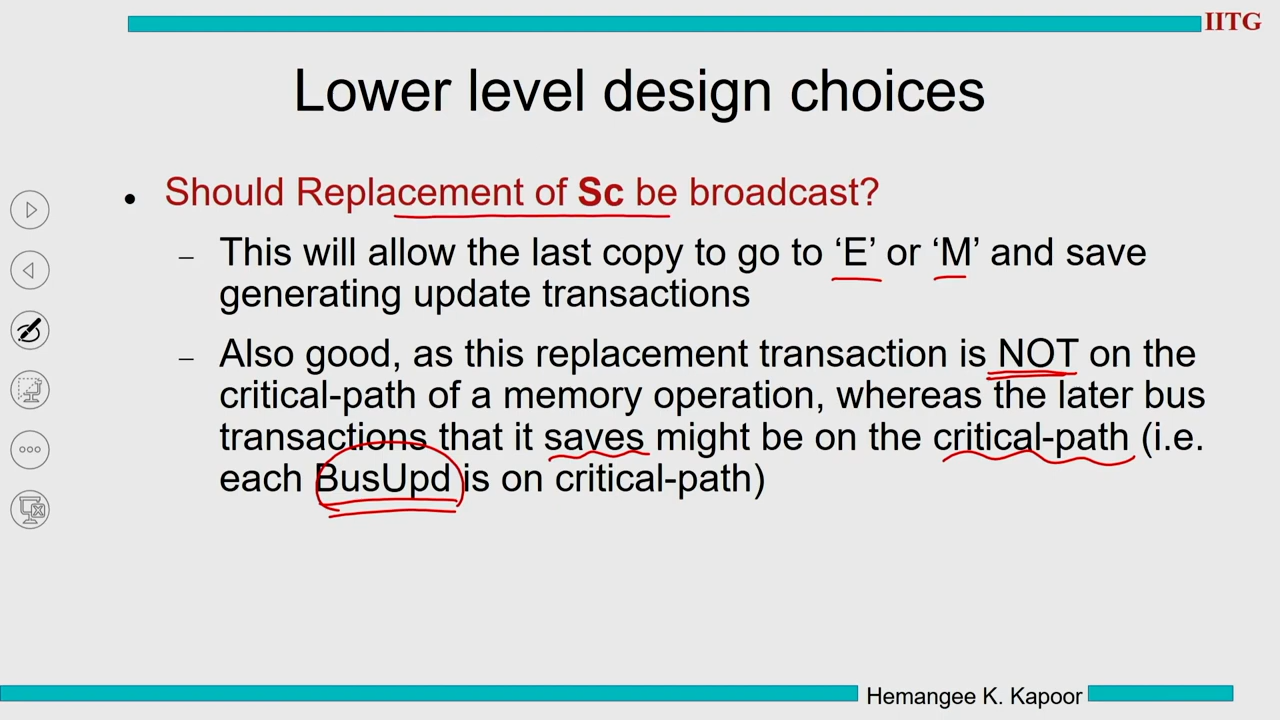 IITG
Lower level design choices
• Should Replacement of Sc be broadcast?
– This will allow the last copy to go to ‘E’ or ‘M’ and save
generating update transactions
– Also good, as this replacement transaction is NOT on the
critical-path of a memory operation, whereas the later bus
transactions that it saves might be on the critical-path (i.e.
each BusUpd is on critical-path)
Hemangee K. Kapoor